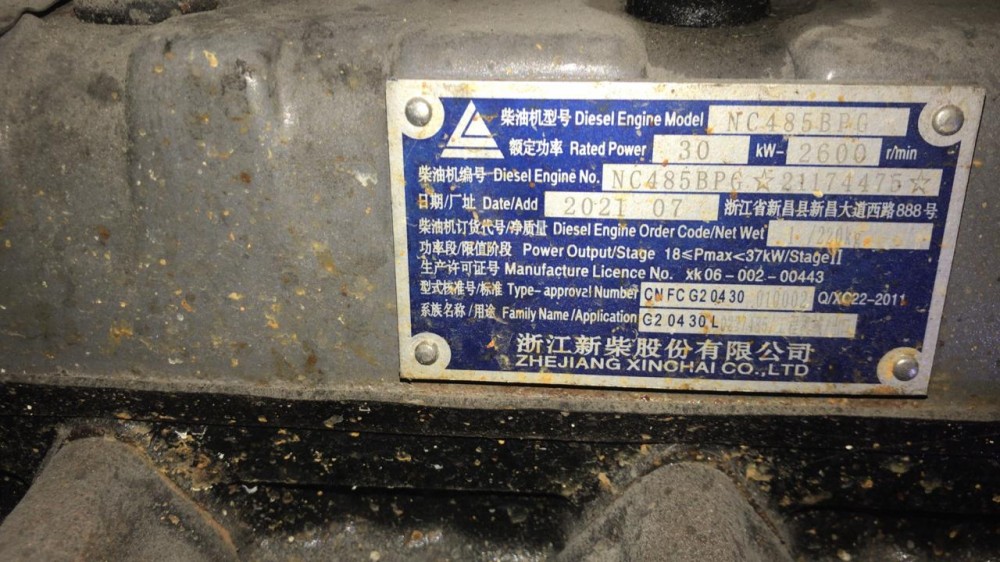 柴油机型号 Diesel Engine Model NC485BPG
额定功率 Rated Power 30 kW- 2600 r/min
柴油机编号 Diesel Engine No. NC485BPG☆21174475☆
日期/厂址 Date/Add 2021 07 浙江省新昌县新昌大道西路888号
柴油机订货代号/净质量 Diesel Engine Order Code/Net Wet 220kg
功率段/限值阶段 Power Output/Stage 18≤Pmax<37kW/StageⅡ
生产许可证号 Manufacture Licence No. xk06-002-00443
型式核准号/标准 Type-approval Number CN FC G2 04 30 010002 Q/XC22-2011
系族名称/用途 Family Name/Application G2 04 30 L
浙江新柴股份有限公司
ZHEJIANG XINCHAI CO.,LTD